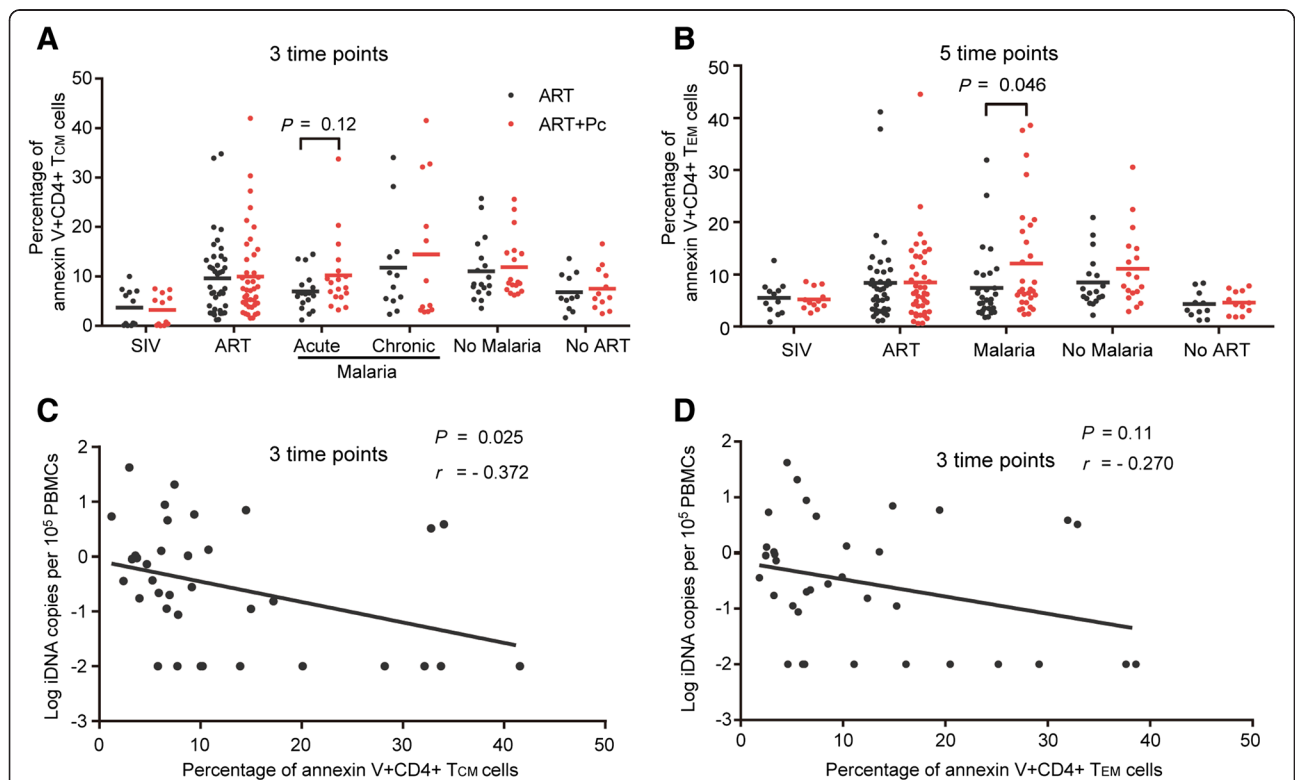 A
3 time points
Percentage of
annexin V+CD4+ TCM cells
50
40
30
20
10
0
P = 0.12
ART
ART+Pc
SIV
ART
Acute
Chronic
No Malaria
No ART
Malaria
B
5 time points
Percentage of
annexin V+CD4+ TEM cells
50
40
30
20
10
0
P = 0.046
SIV
ART
Malaria
No Malaria
No ART
C
3 time points
P = 0.025
r = - 0.372
Log iDNA copies per 10⁵ PBMCs
2
1
0
-1
-2
-3
0
10
20
30
40
50
Percentage of annexin V+CD4+ TCM cells
D
3 time points
P = 0.11
r = - 0.270
Log iDNA copies per 10⁵ PBMCs
2
1
0
-1
-2
-3
0
10
20
30
40
50
Percentage of annexin V+CD4+ TEM cells